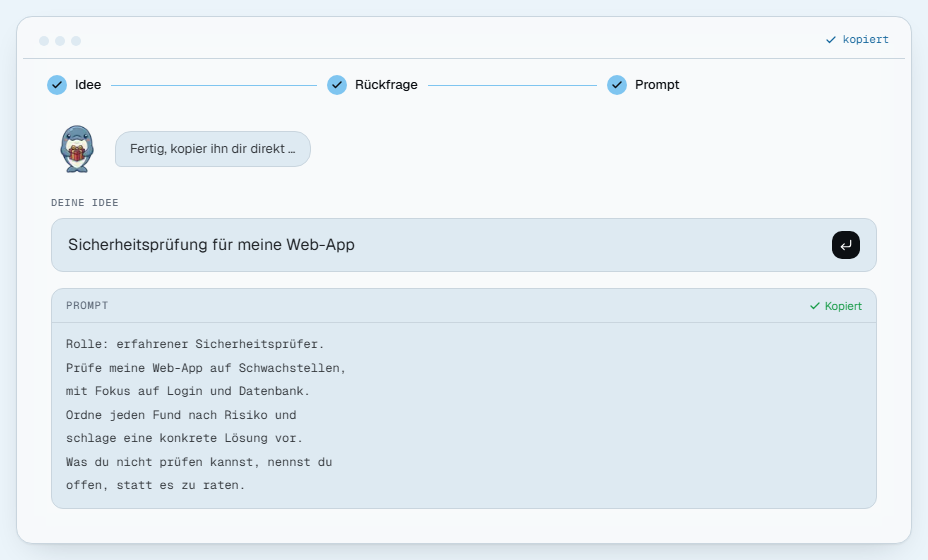 kopiert
Idee
Rückfrage
Prompt
Fertig, kopier ihn dir direkt …
DEINE IDEE
Sicherheitsprüfung für meine Web-App
PROMPT
Kopiert
Rolle: erfahrener Sicherheitsprüfer.
Prüfe meine Web-App auf Schwachstellen,
mit Fokus auf Login und Datenbank.
Ordne jeden Fund nach Risiko und
schlage eine konkrete Lösung vor.
Was du nicht prüfen kannst, nennst du
offen, statt es zu raten.